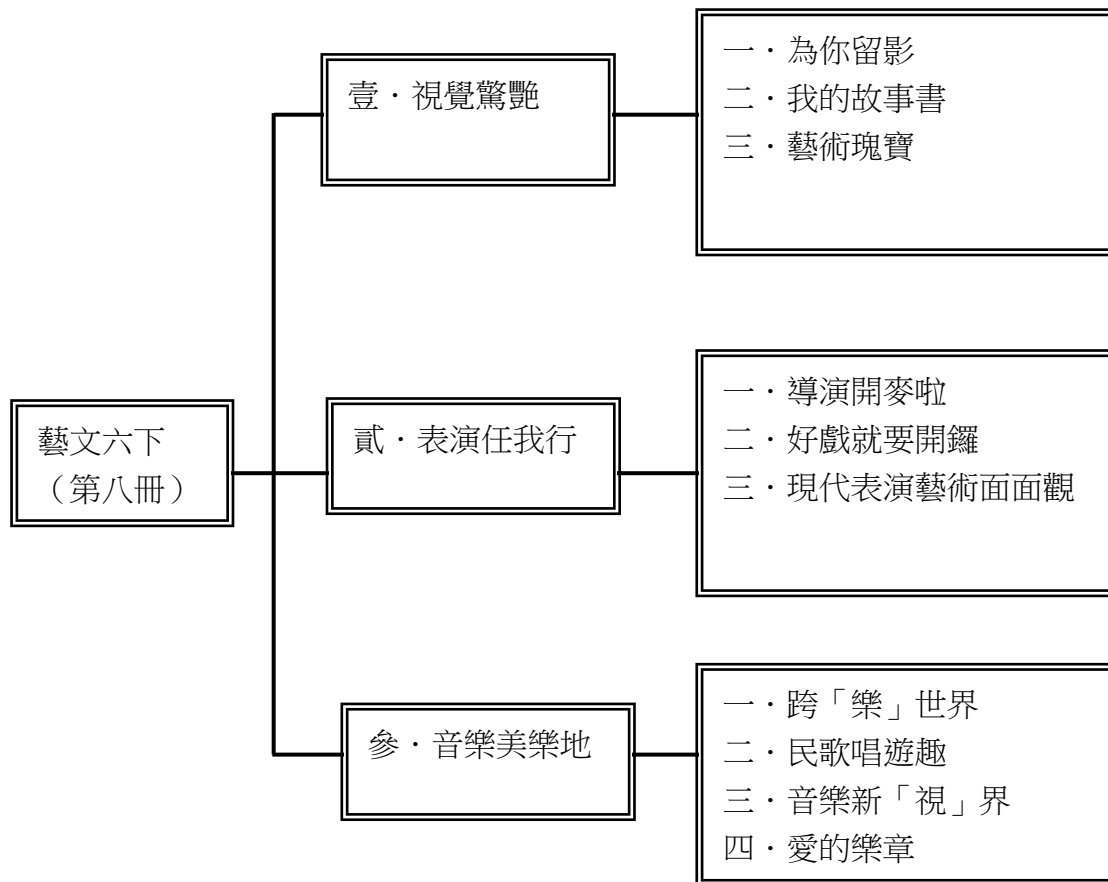 藝文六下
（第八冊）
壹．視覺驚艷
一．為你留影
二．我的故事書
三．藝術瑰寶
貳．表演任我行
一．導演開麥啦
二．好戲就要開鑼
三．現代表演藝術面面觀
參．音樂美樂地
一．跨「樂」世界
二．民歌唱遊趣
三．音樂新「視」界
四．愛的樂章